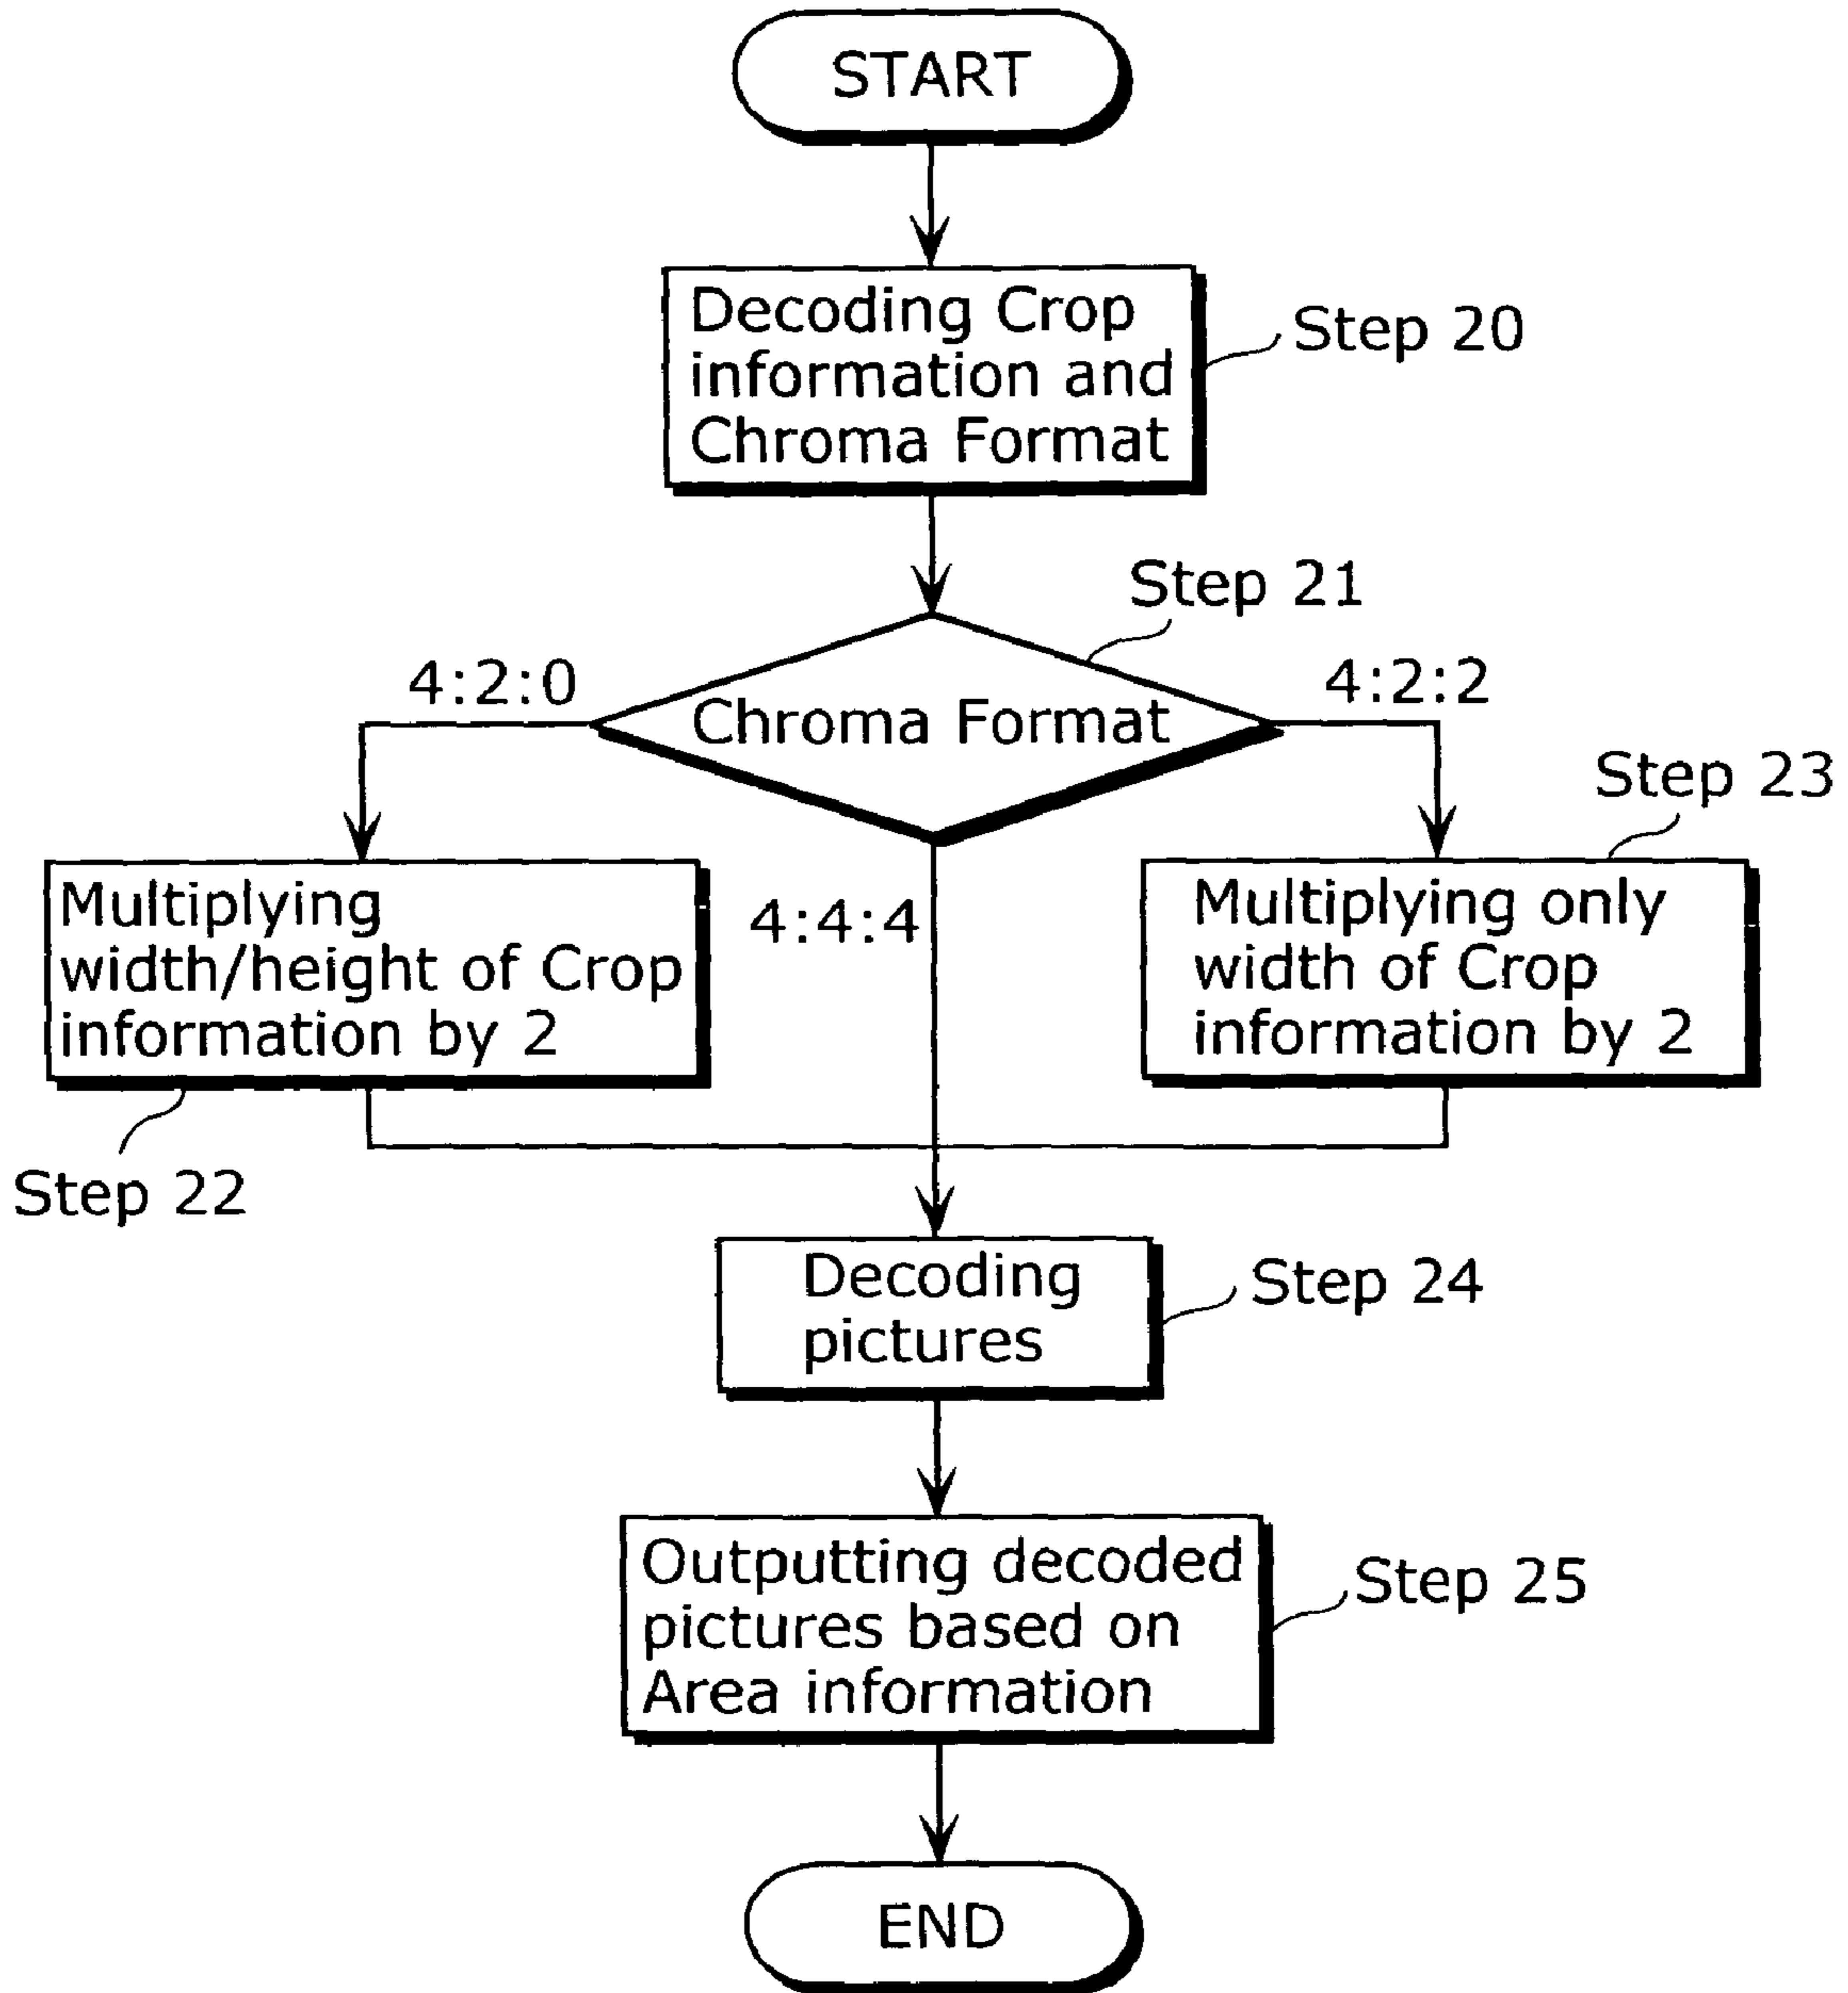 START
Decoding Crop
information and
Chroma Format
Step 20
Step 21
4:2:0
Chroma Format
4:2:2
Step 23
Multiplying
width/height of Crop
information by 2
4:4:4
Multiplying only
width of Crop
information by 2
Step 22
Decoding
pictures
Step 24
Outputting decoded
pictures based on
Area information
Step 25
END